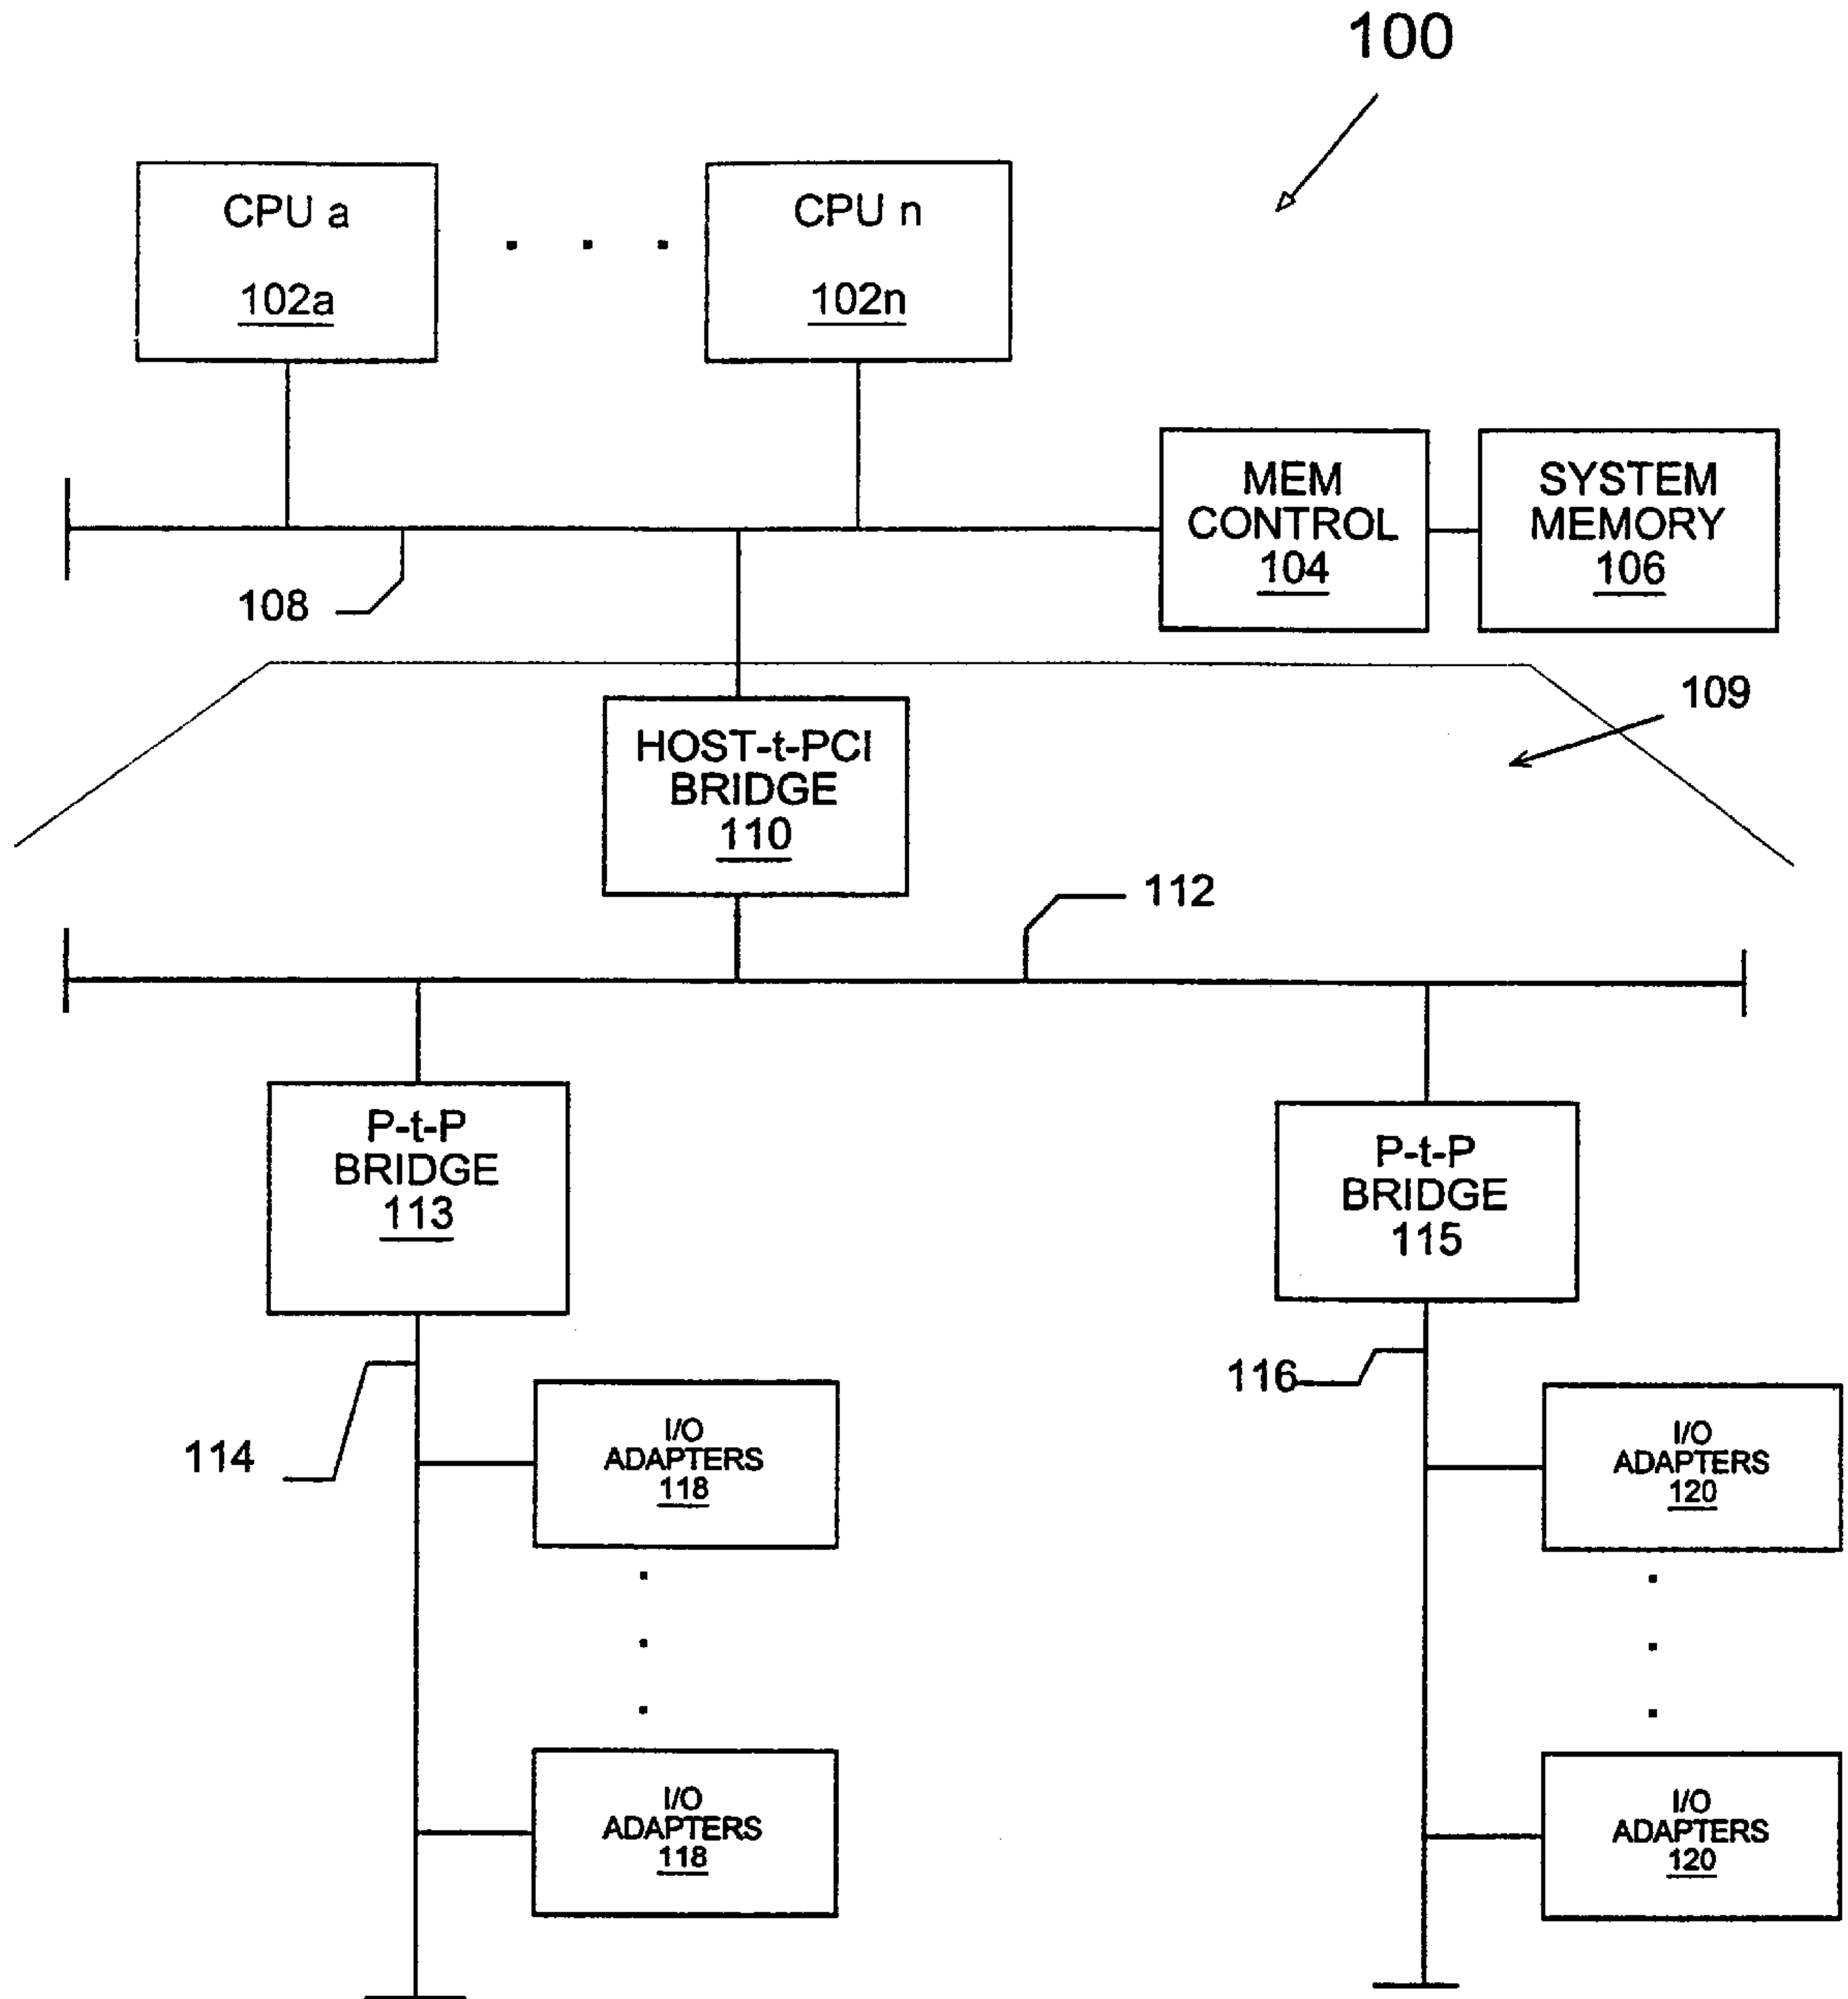 100
CPU a
102a
CPU n
102n
MEM
CONTROL
104
SYSTEM
MEMORY
106
108
109
HOST-t-PCI
BRIDGE
110
112
P-t-P
BRIDGE
113
P-t-P
BRIDGE
115
114
116
I/O
ADAPTERS
118
I/O
ADAPTERS
120
I/O
ADAPTERS
118
I/O
ADAPTERS
120